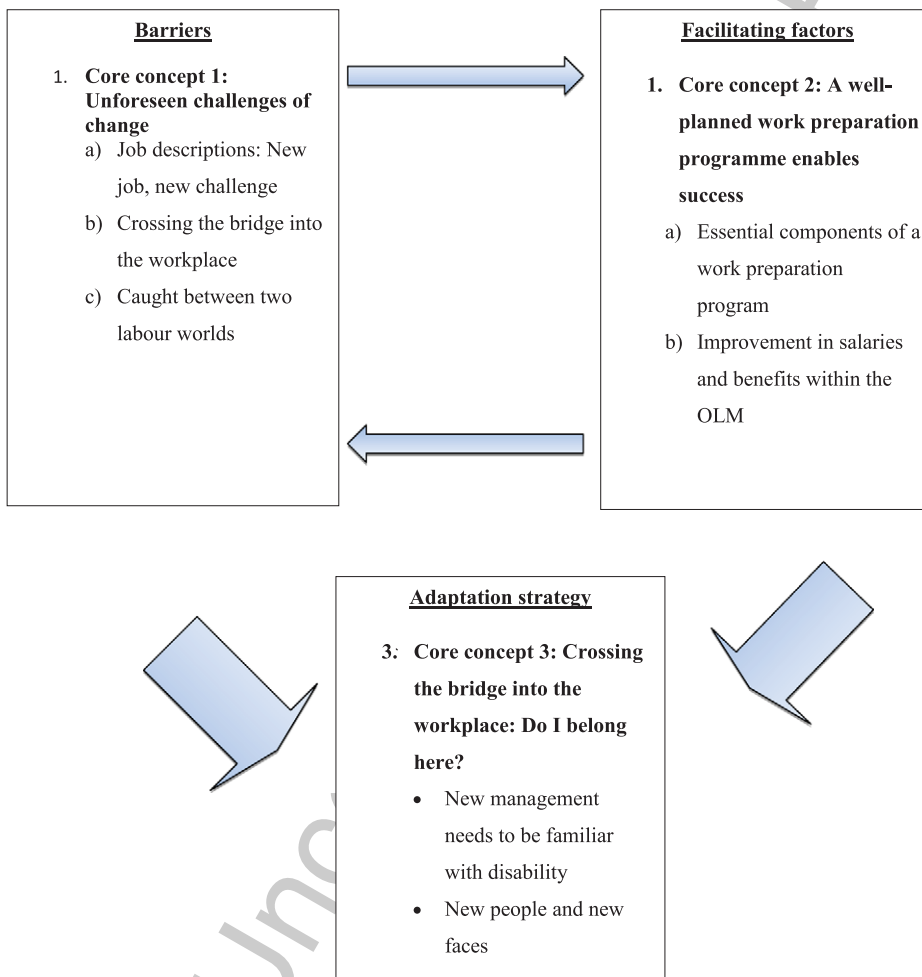 Barriers
1. Core concept 1:
Unforeseen challenges of
change
a) Job descriptions: New
job, new challenge
b) Crossing the bridge into
the workplace
c) Caught between two
labour worlds
Facilitating factors
1. Core concept 2: A well-
planned work preparation
programme enables
success
a) Essential components of a
work preparation
program
b) Improvement in salaries
and benefits within the
OLM
Adaptation strategy
3: Core concept 3: Crossing
the bridge into the
workplace: Do I belong
here?
• New management
needs to be familiar
with disability
• New people and new
faces